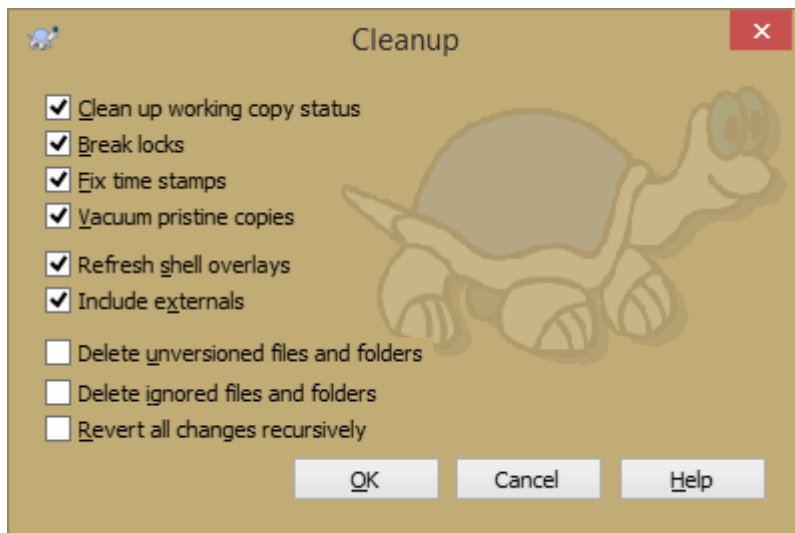 Cleanup
Clean up working copy status
Break locks
Fix time stamps
Vacuum pristine copies
Refresh shell overlays
Include externals
Delete unversioned files and folders
Delete ignored files and folders
Revert all changes recursively
OK Cancel Help